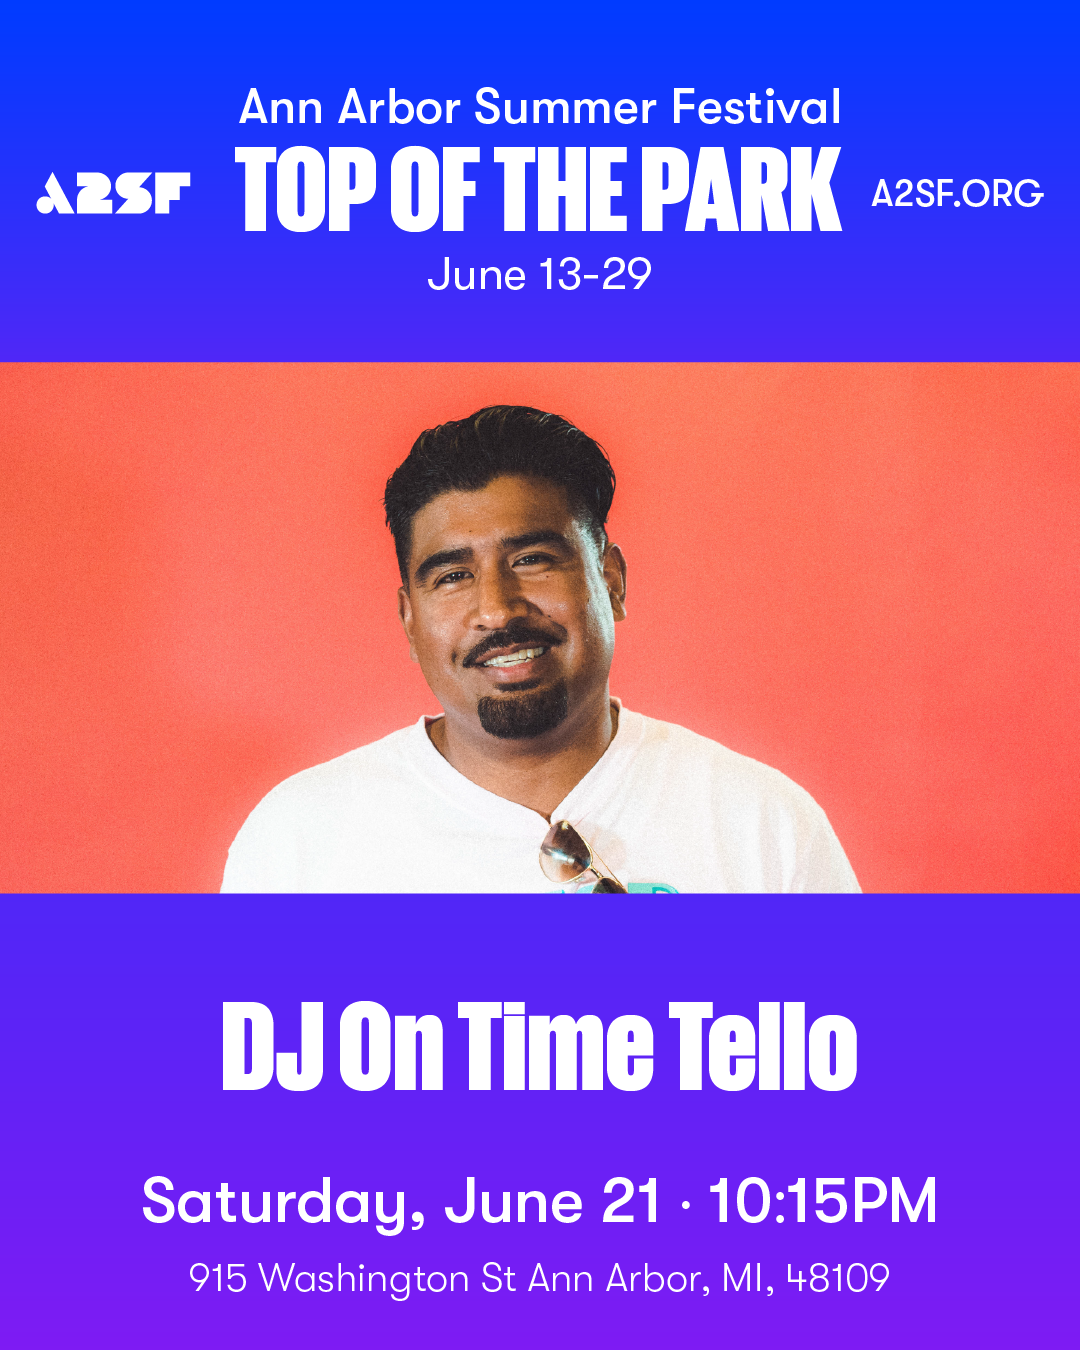 Ann Arbor Summer Festival
A2SF
TOP OF THE PARK
A2SF.ORG
June 13-29
DJ On Time Tello
Saturday, June 21 · 10:15PM
915 Washington St Ann Arbor, MI, 48109